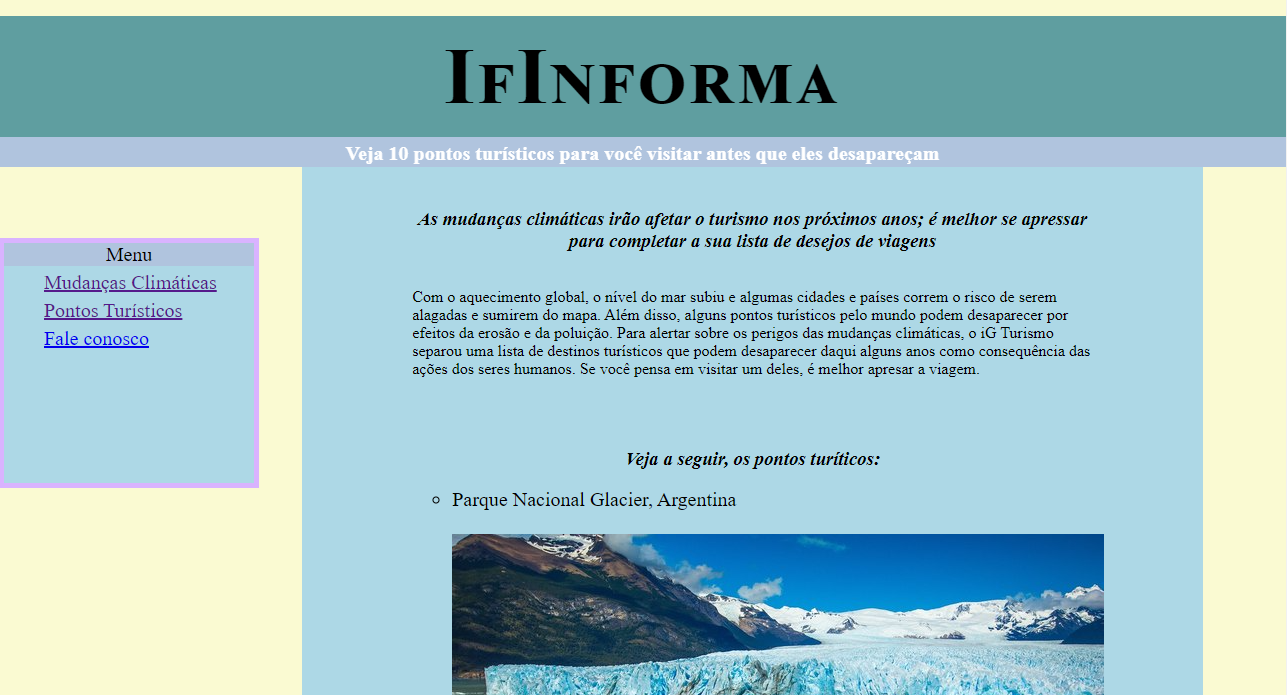 IfInforma
Veja 10 pontos turísticos para você visitar antes que eles desapareçam
Menu
Mudanças Climáticas
Pontos Turísticos
Fale conosco
As mudanças climáticas irão afetar o turismo nos próximos anos; é melhor se apressar
para completar a sua lista de desejos de viagens
Com o aquecimento global, o nível do mar subiu e algumas cidades e países correm o risco de serem
alagadas e sumirem do mapa. Além disso, alguns pontos turísticos pelo mundo podem desaparecer por
efeitos da erosão e da poluição. Para alertar sobre os perigos das mudanças climáticas, o iG Turismo
separou uma lista de destinos turísticos que podem desaparecer daqui alguns anos como consequência das
ações dos seres humanos. Se você pensa em visitar um deles, é melhor apresar a viagem.
Veja a seguir, os pontos turíticos:
Parque Nacional Glacier, Argentina